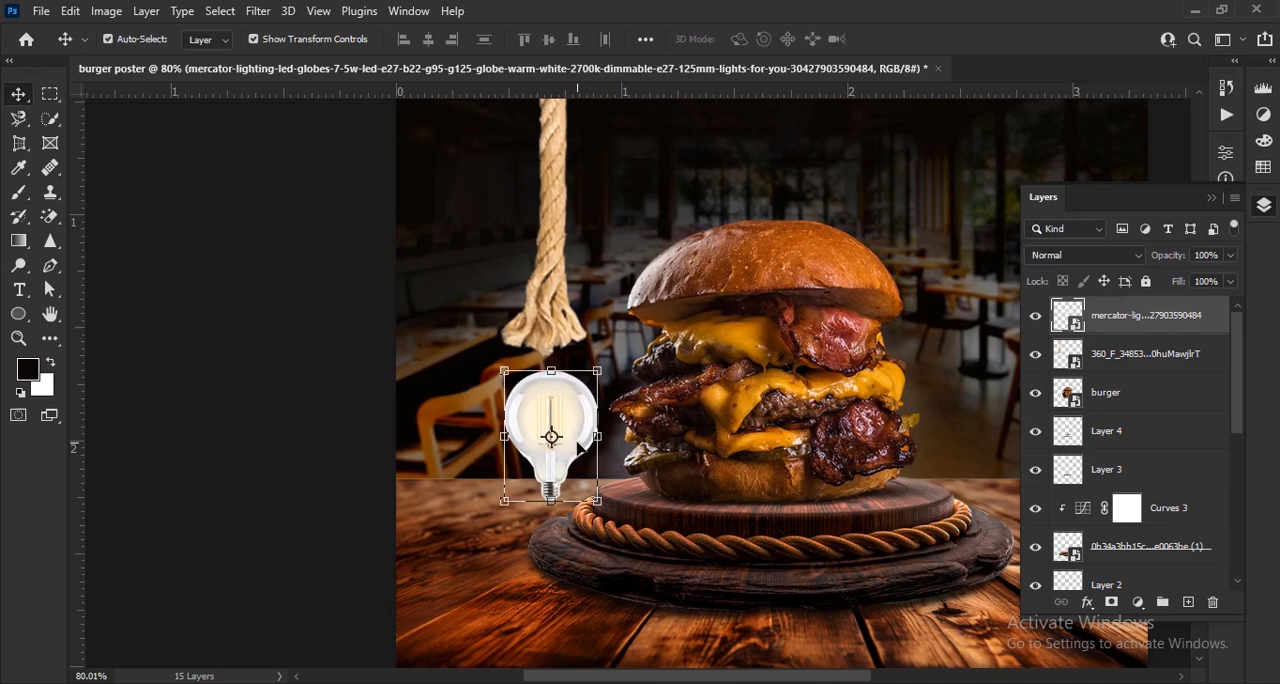 Ps File Edit Image Layer Type Select Filter 3D View Plugins Window Help
Auto-Select: Layer Show Transform Controls 3D Mode:
burger poster @ 80% (mercator-lighting-led-globes-7-5w-led-e27-b22-g95-g125-globe-warm-white-2700k-dimmable-e27-125mm-lights-for-you-30427903590484, RGB/8#) * ×
1 0 1 2 3
1
2
Layers
Kind
Normal Opacity: 100%
Lock: Fill: 100%
mercator-lig...27903590484
360_F_34853...0huMawjlrT
burger
Layer 4
Layer 3
Curves 3
0b34a3bb15c...e0063be (1)
Layer 2
fx
Activate Windows
Go to Settings to activate Windows.
80.01% 15 Layers